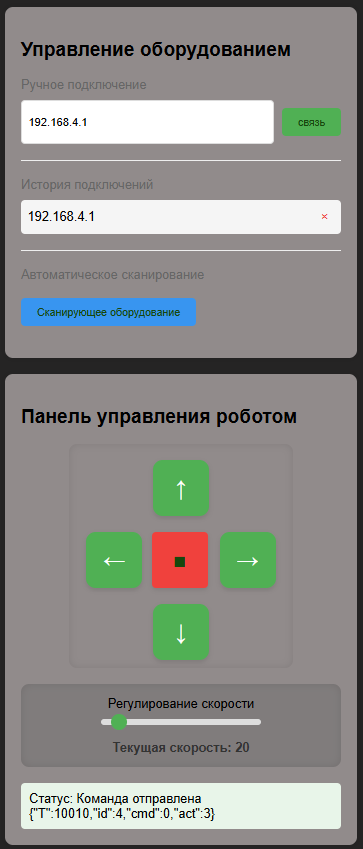 Управление оборудованием
Ручное подключение
192.168.4.1
связь
История подключений
192.168.4.1
×
Автоматическое сканирование
Сканирующее оборудование
Панель управления роботом
↑
← ■ →
↓
Регулирование скорости
Текущая скорость: 20
Статус: Команда отправлена
{"T":10010,"id":4,"cmd":0,"act":3}